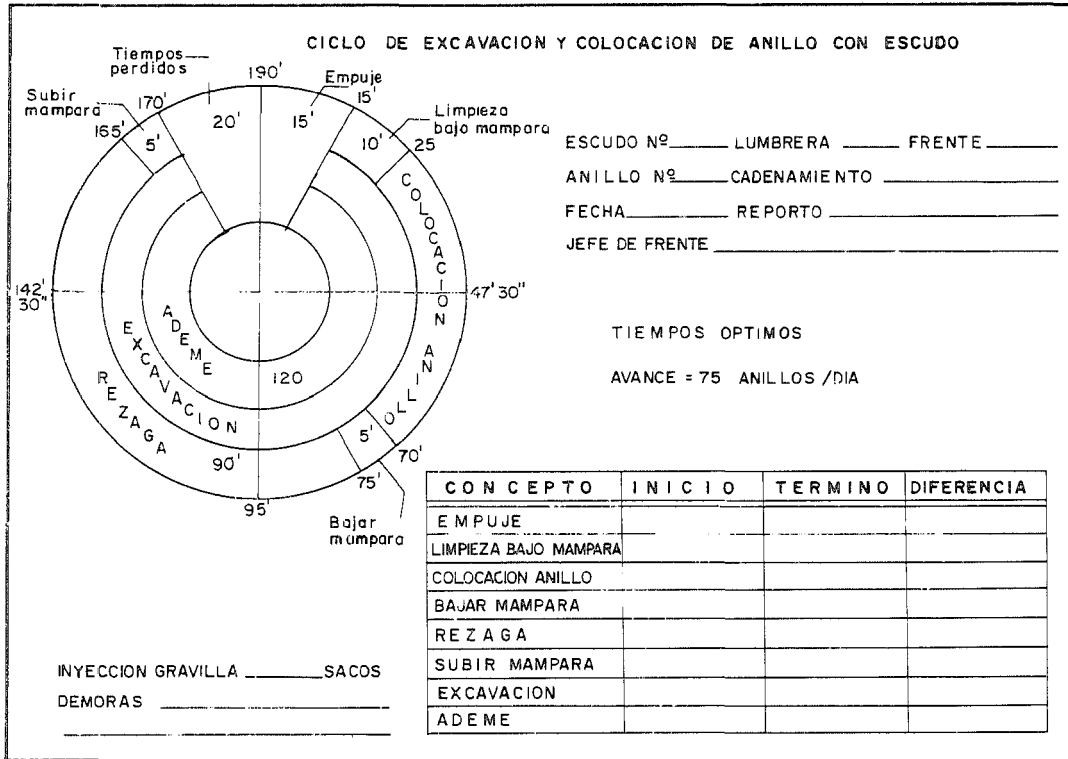 CICLO DE EXCAVACION Y COLOCACION DE ANILLO CON ESCUDO
Tiempos
perdidos
190'
Empuje
15'
Subir
mampara
170'
20'
15'
Limpieza
bajo mampara
165'
5'
10'
25
COLOCACION ANILLO
142'
30"
47' 30"
ADEME
EXCAVACION
REZAGA
120
90'
5'
70'
75'
95'
Bajar
mampara
ESCUDO Nº LUMBRERA FRENTE
ANILLO Nº CADENAMIENTO
FECHA REPORTO
JEFE DE FRENTE
TIEMPOS OPTIMOS
AVANCE = 75 ANILLOS /DIA
CONCEPTO INICIO TERMINO DIFERENCIA
EMPUJE
LIMPIEZA BAJO MAMPARA
COLOCACION ANILLO
BAJAR MAMPARA
REZAGA
SUBIR MAMPARA
EXCAVACION
ADEME
INYECCION GRAVILLA SACOS
DEMORAS